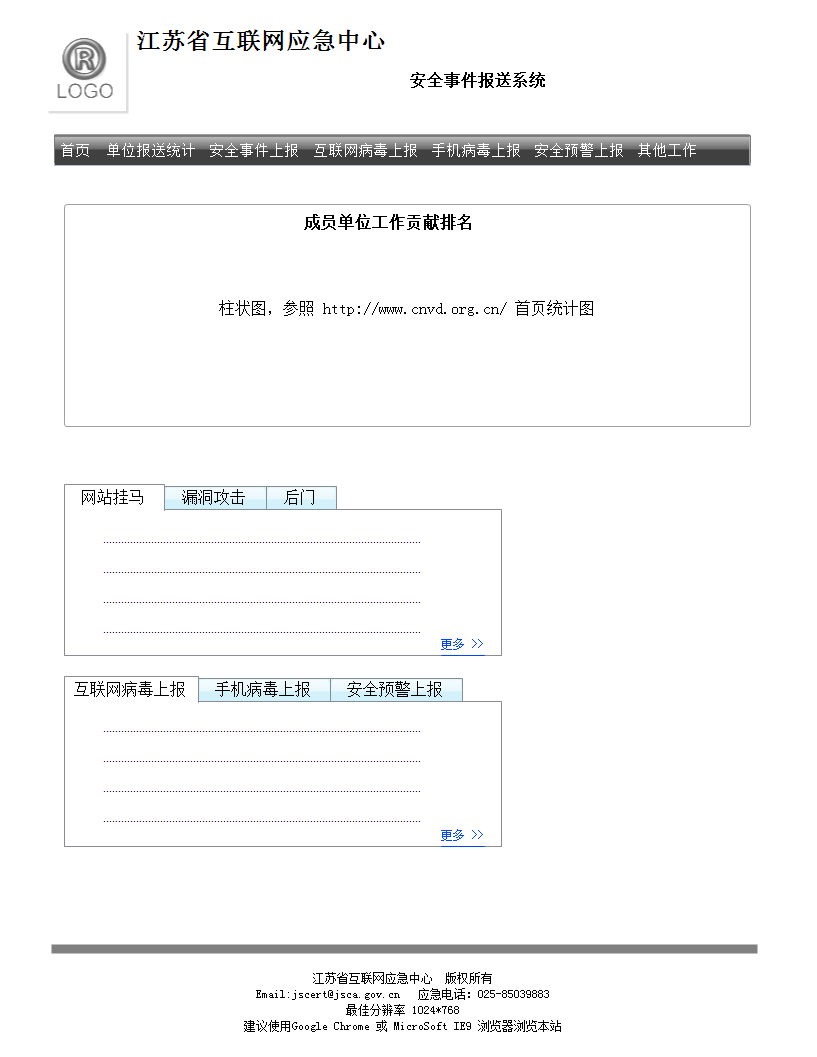 江苏省互联网应急中心
® LOGO
安全事件报送系统
首页 单位报送统计 安全事件上报 互联网病毒上报 手机病毒上报 安全预警上报 其他工作
成员单位工作贡献排名
柱状图，参照 http://www.cnvd.org.cn/ 首页统计图
网站挂马 漏洞攻击 后门
更多 >>
互联网病毒上报 手机病毒上报 安全预警上报
更多 >>
江苏省互联网应急中心 版权所有
Email:jscert@jsca.gov.cn 应急电话：025-85039883
最佳分辨率 1024*768
建议使用Google Chrome 或 MicroSoft IE9 浏览器浏览本站